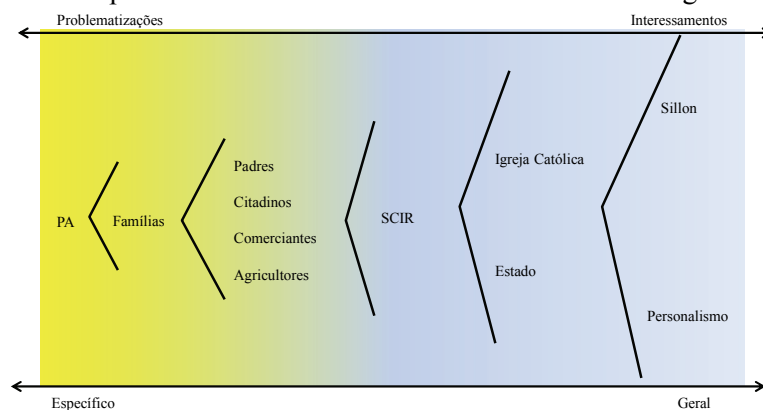 Problematizações
Interessamentos
Sillon
Igreja Católica
Padres
Citadinos
SCIR
PA
Famílias
Comerciantes
Agricultores
Estado
Personalismo
Específico
Geral